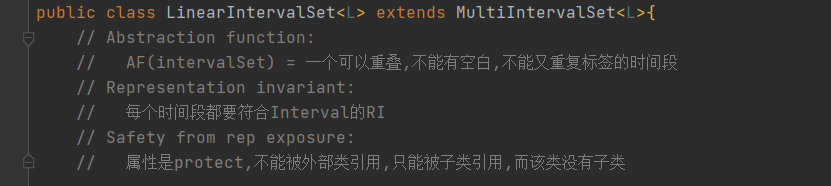 public class LinearIntervalSet<L> extends MultiIntervalSet<L>{
// Abstraction function:
// AF(intervalSet) = 一个可以重叠,不能有空白,不能又重复标签的时间段
// Representation invariant:
// 每个时间段都要符合Interval的RI
// Safety from rep exposure:
// 属性是protect,不能被外部类引用,只能被子类引用,而该类没有子类